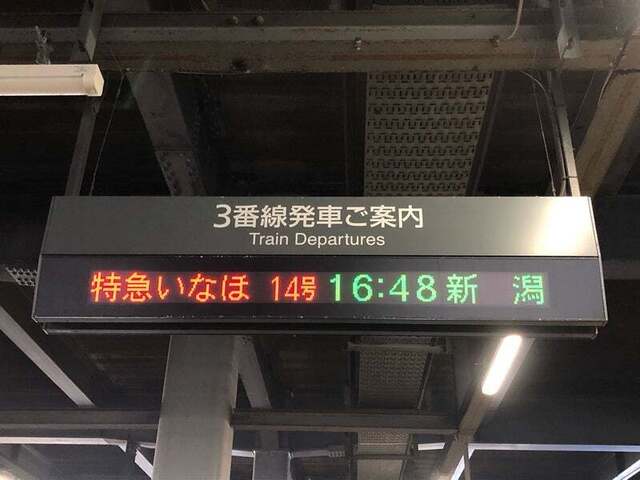 3番線発車ご案内
Train Departures
特急いなほ 14号 16:48 新 潟